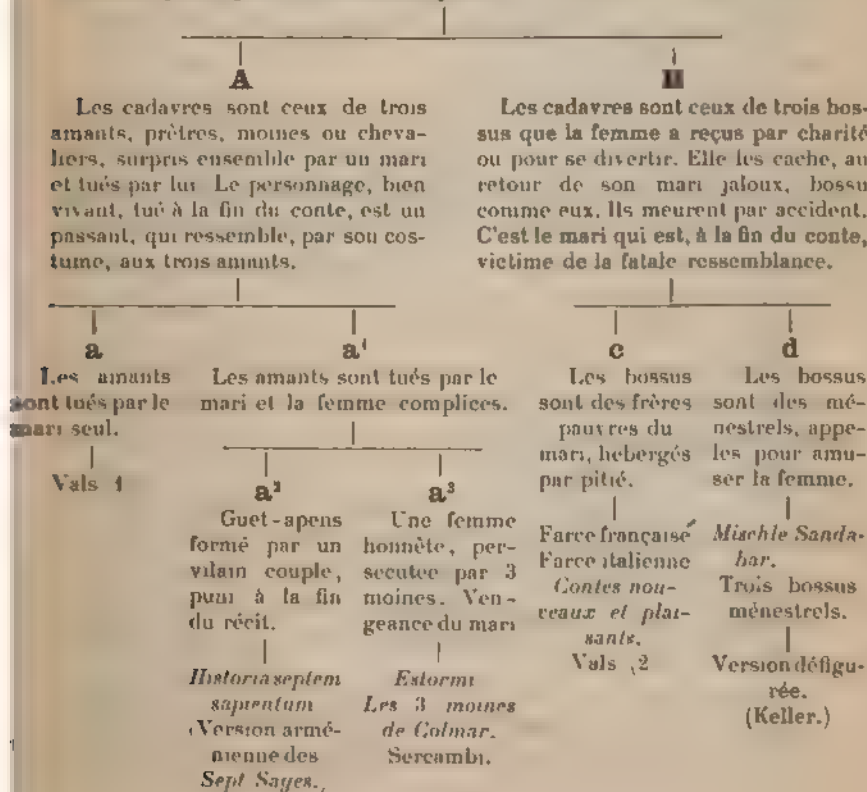 A
Les cadavres sont ceux de trois
amants, prêtres, moines ou cheva-
liers, surpris ensemble par un mari
et tués par lui Le personnage, bien
vivant, tué à la fin du conte, est un
passant, qui ressemble, par son cos-
tume, aux trois amants.
B
Les cadavres sont ceux de trois bos-
sus que la femme a reçus par charité
ou pour se divertir. Elle les cache, au
retour de son mari jaloux, bossu
comme eux. Ils meurent par accident.
C'est le mari qui est, à la fin du conte,
victime de la fatale ressemblance.
a
Les amants
sont tués par le
mari seul.
Vals 1
a¹
Les amants sont tués par le
mari et la femme complices.
a²
Guet-apens
formé par un
vilain couple,
puni à la fin
du récit.
Historia septem
sapientum
(Version armé-
nienne des
Sept Sages.,
a³
Une femme
honnête, per-
secutee par 3
moines. Ven-
geance du mari
Estormi
Les 3 moines
de Colmar.
Sercambi.
c
Les bossus
sont des frères
pauvres du
mari, hebergés
par pitié.
Farce française
Farce italienne
Contes nou-
veaux et plai-
sants.
Vals ,2
d
Les bossus
sont des mé-
nestrels, appe-
les pour amu-
ser la femme.
Mischle Sanda-
bar.
Trois bossus
ménestrels.
Version défigu-
rée.
(Keller.)